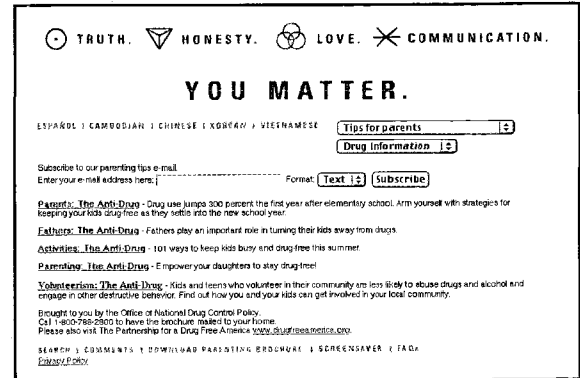 TRUTH. HONESTY. LOVE. COMMUNICATION.
YOU MATTER.
ESPAÑOL | CAMBODIAN | CHINESE | KOREAN | VIETNAMESE
Tips for parents
Drug Information
Subscribe to our parenting tips e-mail.
Enter your e-mail address here: Format: Text Subscribe
Parents: The Anti-Drug - Drug use jumps 300 percent the first year after elementary school. Arm yourself with strategies for
keeping your kids drug-free as they settle into the new school year.
Fathers: The Anti-Drug - Fathers play an important role in turning their kids away from drugs.
Activities: The Anti-Drug - 101 ways to keep kids busy and drug-free this summer.
Parenting: The Anti-Drug - Empower your daughters to stay drug-free!
Volunteerism: The Anti-Drug - Kids and teens who volunteer in their community are less likely to abuse drugs and alcohol and
engage in other destructive behavior. Find out how you and your kids can get involved in your local community.
Brought to you by the Office of National Drug Control Policy.
Call 1-800-788-2800 to have the brochure mailed to your home.
Please also visit The Partnership for a Drug Free America www.drugfreeamerica.org.
SEARCH | COMMENTS | DOWNLOAD PARENTING BROCHURE | SCREENSAVER | FAQs
Privacy Policy